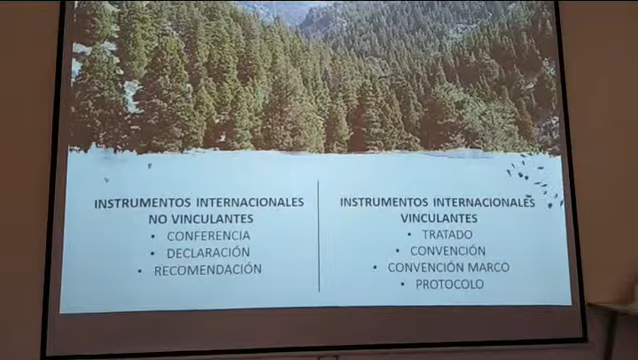 INSTRUMENTOS INTERNACIONALES
NO VINCULANTES
• CONFERENCIA
• DECLARACIÓN
• RECOMENDACIÓN
INSTRUMENTOS INTERNACIONALES
VINCULANTES
• TRATADO
• CONVENCIÓN
• CONVENCIÓN MARCO
• PROTOCOLO